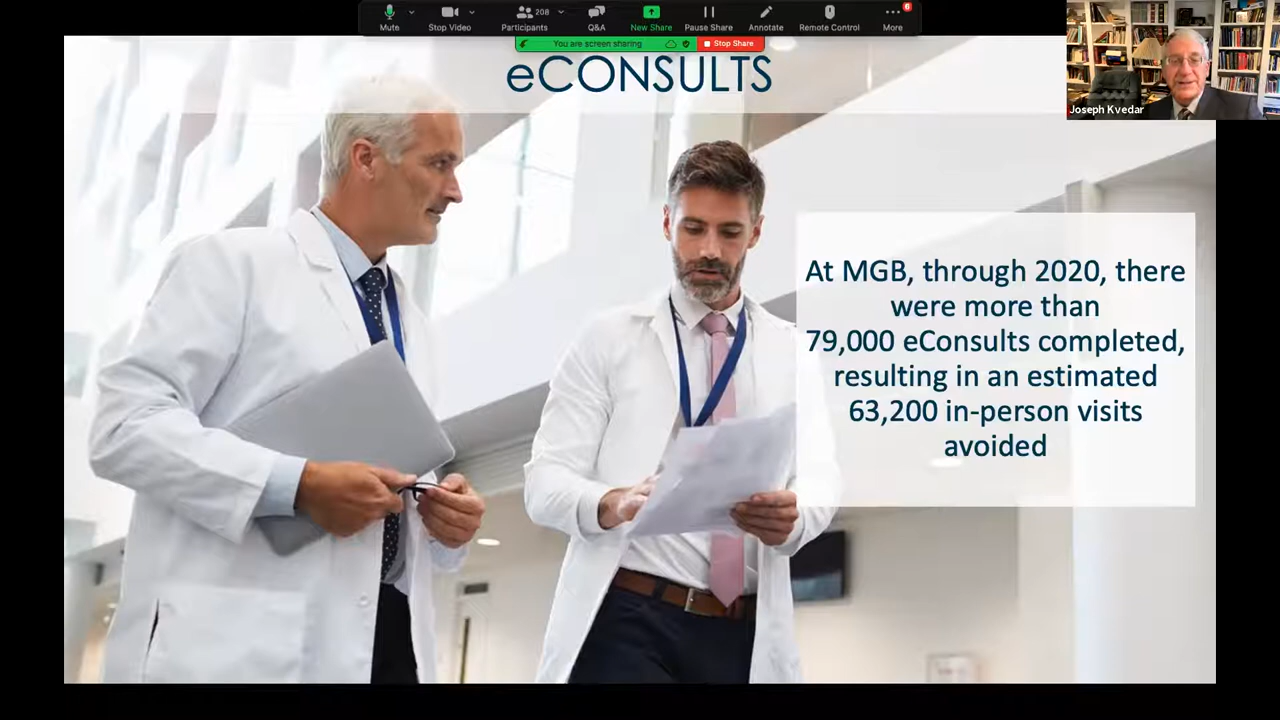 208
6
Mute
Stop Video
Participants
Q&A
New Share
Pause Share
Annotate
Remote Control
More
You are screen sharing
Stop Share
eCONSULTS
Joseph Kvedar
At MGB, through 2020, there
were more than
79,000 eConsults completed,
resulting in an estimated
63,200 in-person visits
avoided